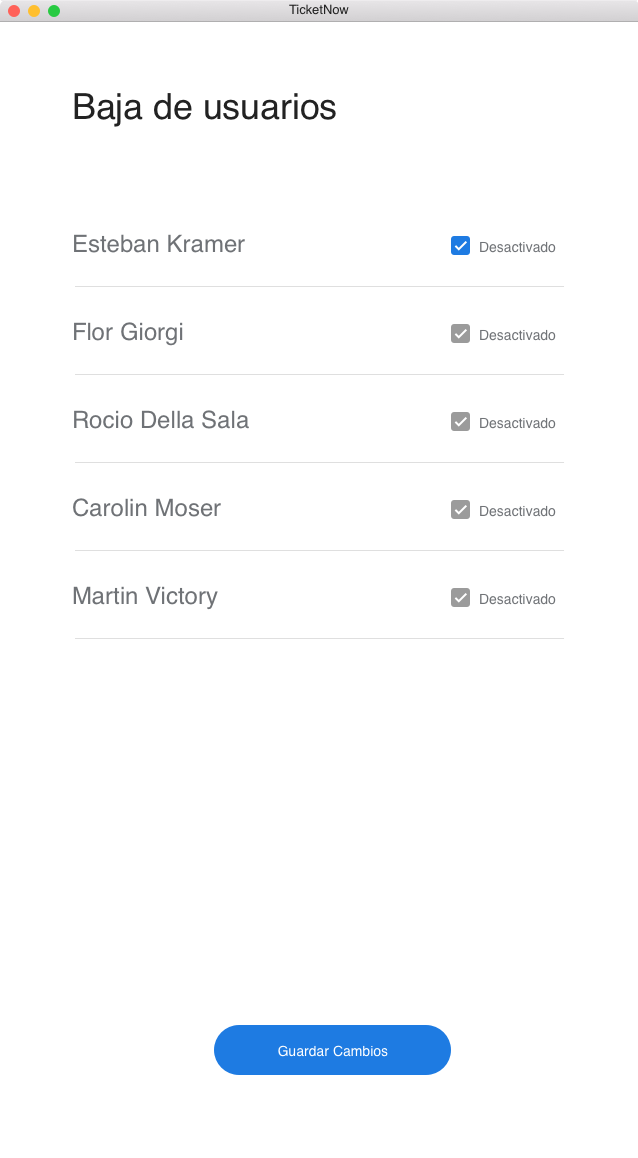 TicketNow
Baja de usuarios
Esteban Kramer
Desactivado
Flor Giorgi
Desactivado
Rocio Della Sala
Desactivado
Carolin Moser
Desactivado
Martin Victory
Desactivado
Guardar Cambios